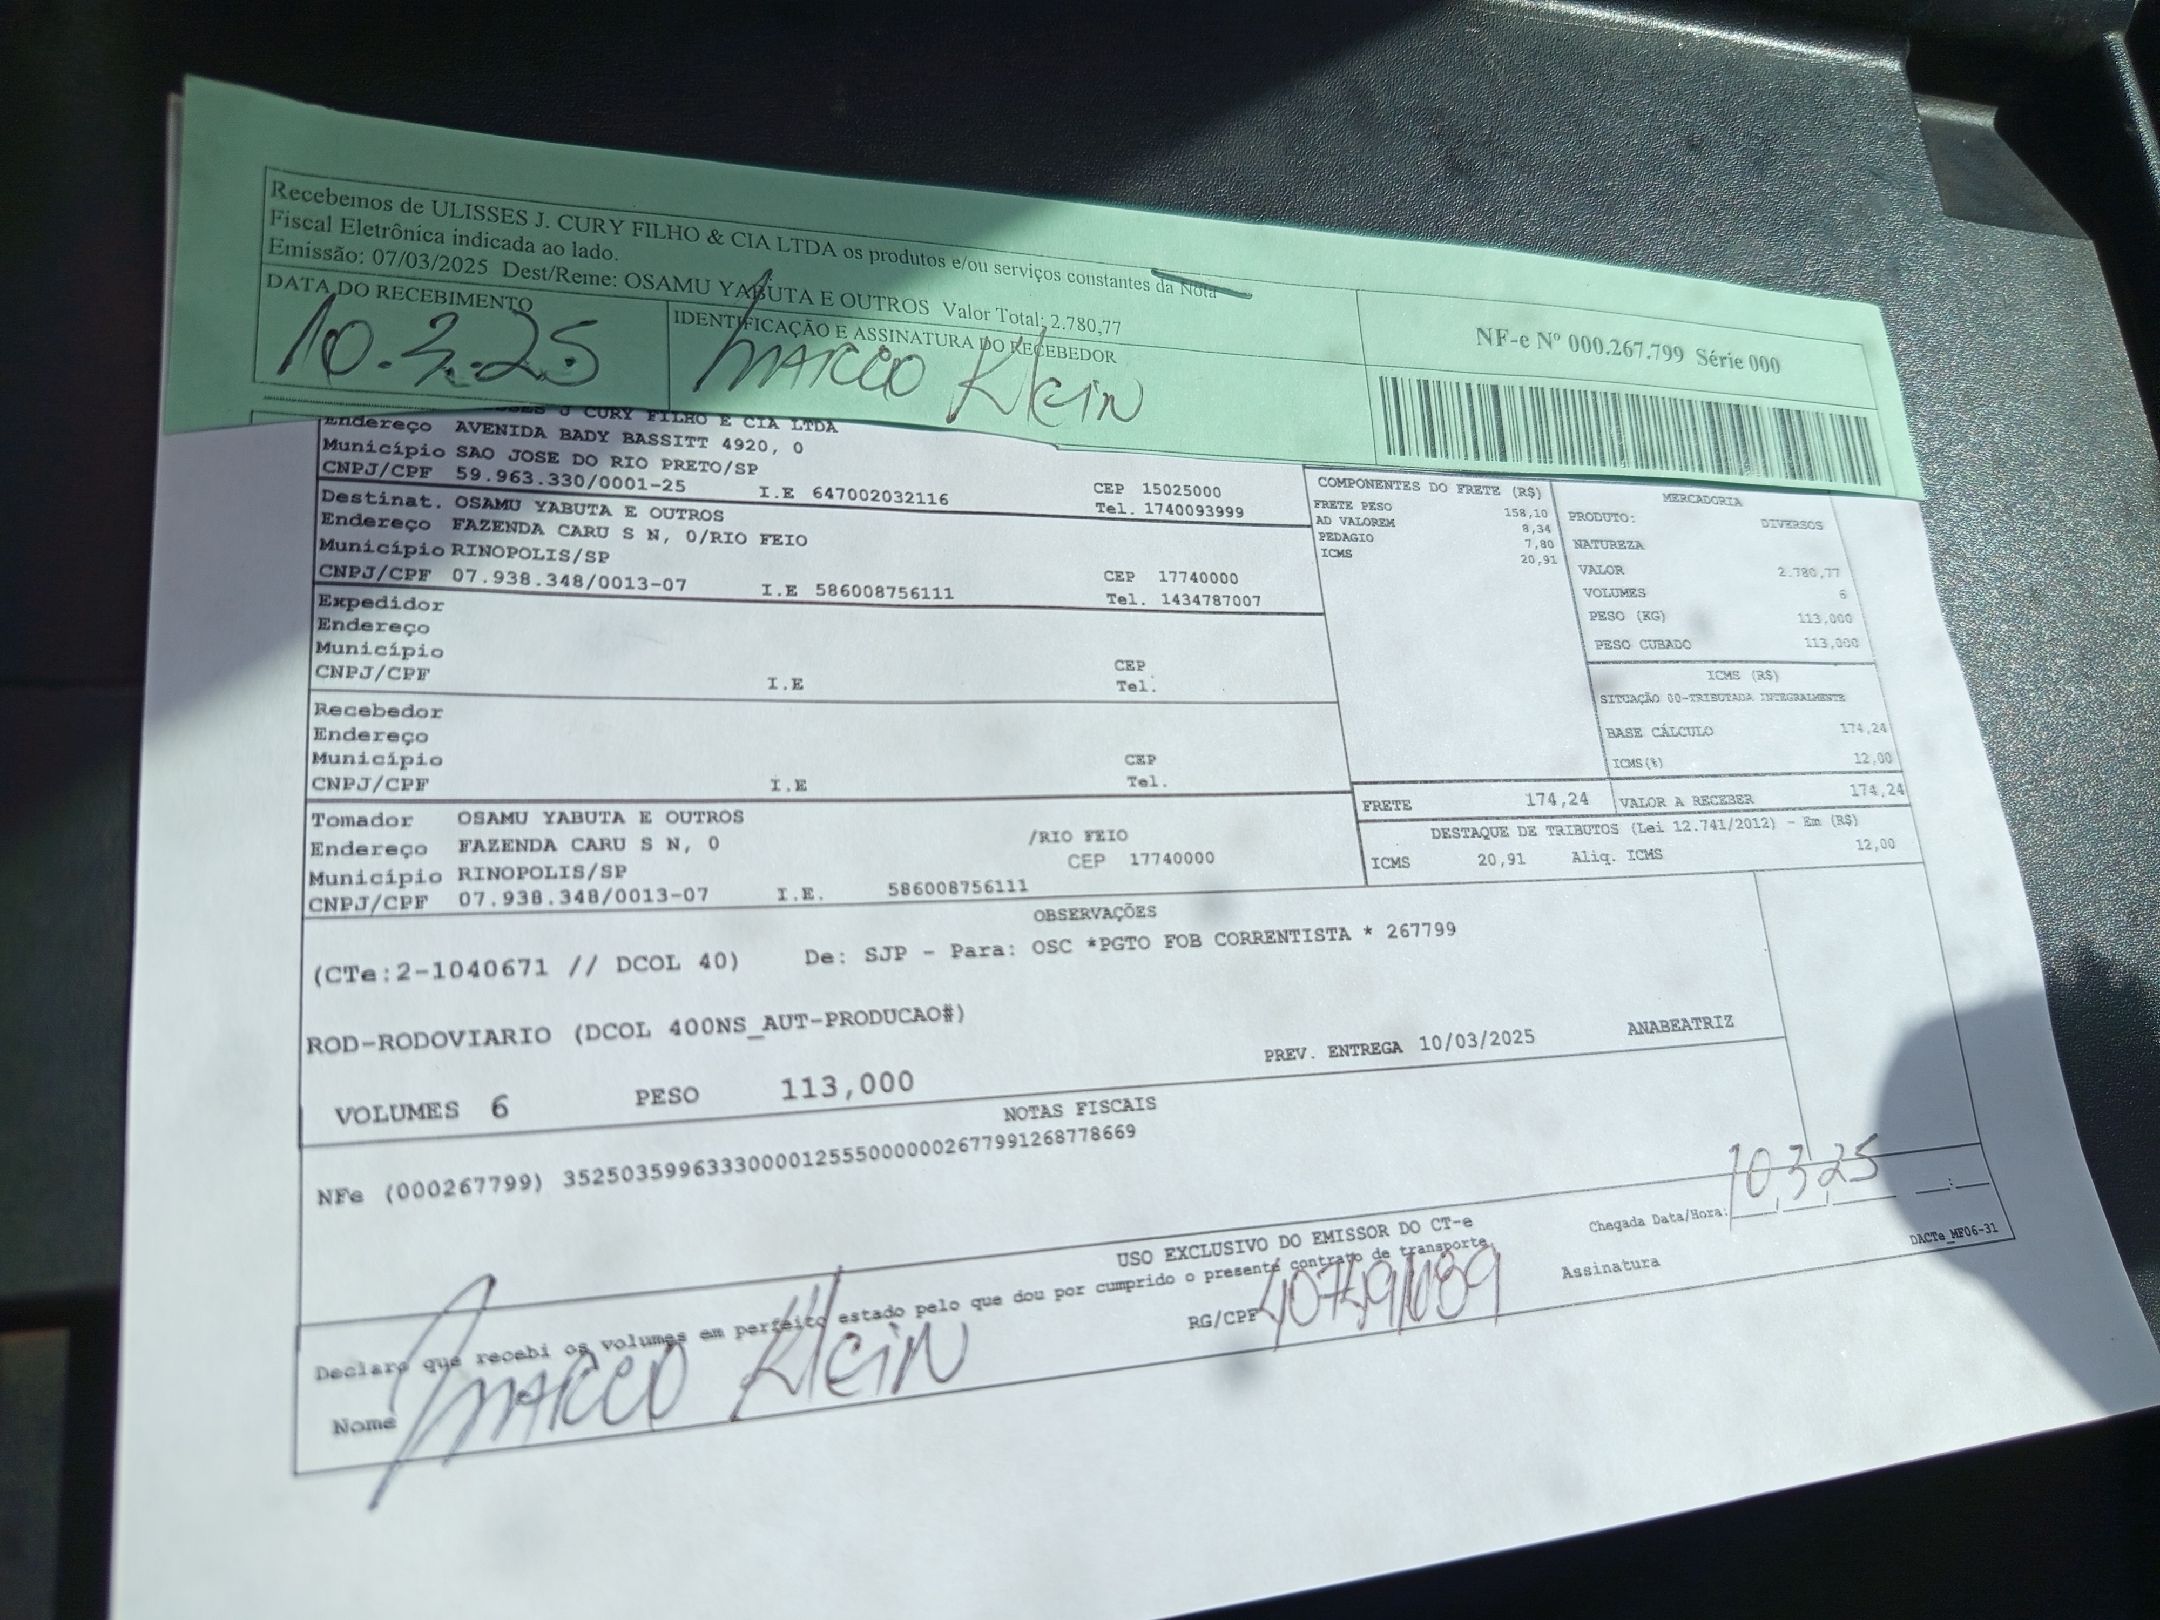 Recebemos de ULISSES J. CURY FILHO & CIA LTDA os produtos e/ou serviços constantes da Nota
Fiscal Eletrônica indicada ao lado.
Emissão: 07/03/2025 Dest/Reme: OSAMU YABUTA E OUTROS Valor Total: 2.780,77
DATA DO RECEBIMENTO
10.3.25
IDENTIFICAÇÃO E ASSINATURA DO RECEBEDOR
MARCIO Klein
NF-e Nº 000.267.799 Série 000
J CURY FILHO E CIA LTDA
Endereço AVENIDA BADY BASSITT 4920, 0
Município SAO JOSE DO RIO PRETO/SP
CEP 15025000
CNPJ/CPF 59.963.330/0001-25 I.E 647002032116 Tel. 1740093999
Destinat. OSAMU YABUTA E OUTROS
Endereço FAZENDA CARU S N, 0/RIO FEIO
Município RINOPOLIS/SP CEP 17740000
CNPJ/CPF 07.938.348/0013-07 I.E 586008756111 Tel. 1434787007
Expedidor
Endereço
Município CEP
CNPJ/CPF I.E Tel.
Recebedor
Endereço
Município CEP
CNPJ/CPF I.E Tel.
Tomador OSAMU YABUTA E OUTROS
Endereço FAZENDA CARU S N, 0 /RIO FEIO
Município RINOPOLIS/SP CEP 17740000
CNPJ/CPF 07.938.348/0013-07 I.E. 586008756111
COMPONENTES DO FRETE (R$)
FRETE PESO 158,10
AD VALOREM 8,34
PEDAGIO 7,80
ICMS 20,91
MERCADORIA
PRODUTO: DIVERSOS
NATUREZA
VALOR 2.780,77
VOLUMES 6
PESO (KG) 113,000
PESO CUBADO 113,000
ICMS (R$)
SITUAÇÃO 00-TRIBUTADA INTEGRALMENTE
BASE CÁLCULO 174,24
ICMS(%) 12,00
FRETE 174,24 VALOR A RECEBER 174,24
DESTAQUE DE TRIBUTOS (Lei 12.741/2012) - Em (R$)
ICMS 20,91 Aliq. ICMS 12,00
OBSERVAÇÕES
(CTe:2-1040671 // DCOL 40) De: SJP - Para: OSC *PGTO FOB CORRENTISTA * 267799
ROD-RODOVIARIO (DCOL 400NS_AUT-PRODUCAO#)
PREV. ENTREGA 10/03/2025 ANABEATRIZ
VOLUMES 6 PESO 113,000
NOTAS FISCAIS
NFe (000267799) 35250359963330000125550000002677991268778669
USO EXCLUSIVO DO EMISSOR DO CT-e
Declaro que recebi os volumes em perfeito estado pelo que dou por cumprido o presente contrato de transporte.
Chegada Data/Hora: 10,3,25
DACTe_MF06-31
Nome MARCIO Klein
RG/CPF
Assinatura